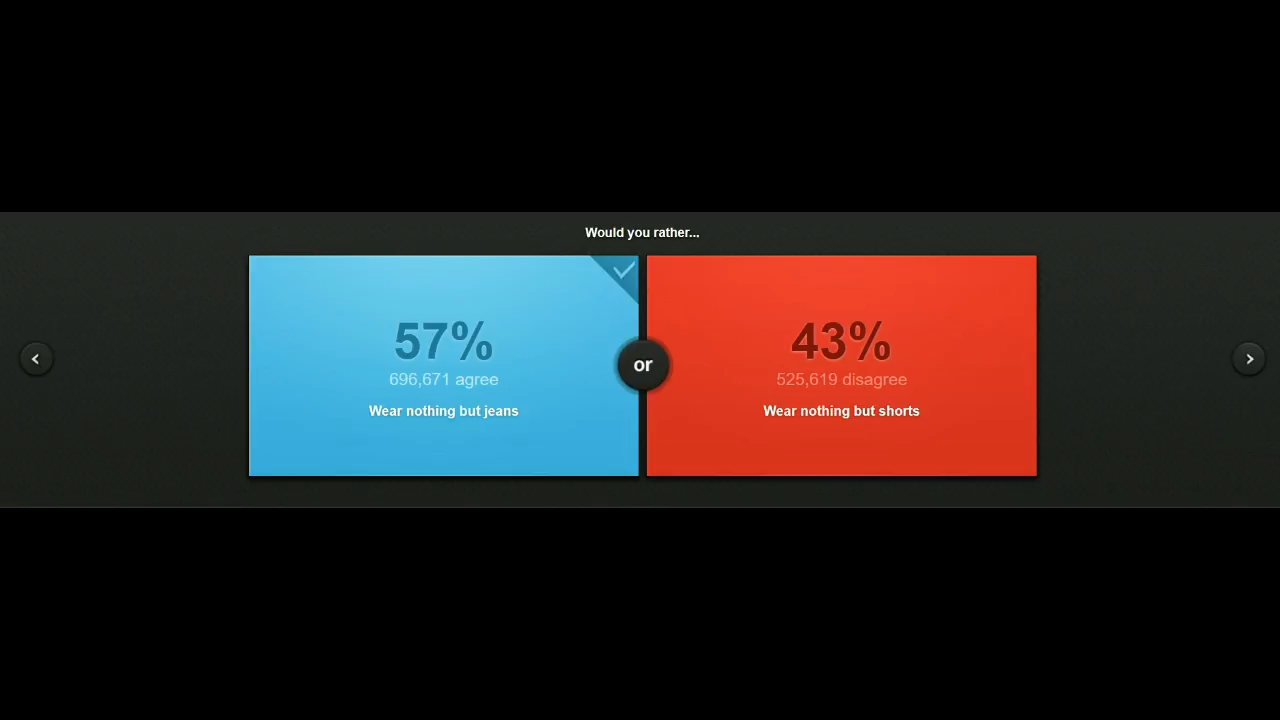 Would you rather...
57%
696,671 agree
Wear nothing but jeans
or
43%
525,619 disagree
Wear nothing but shorts